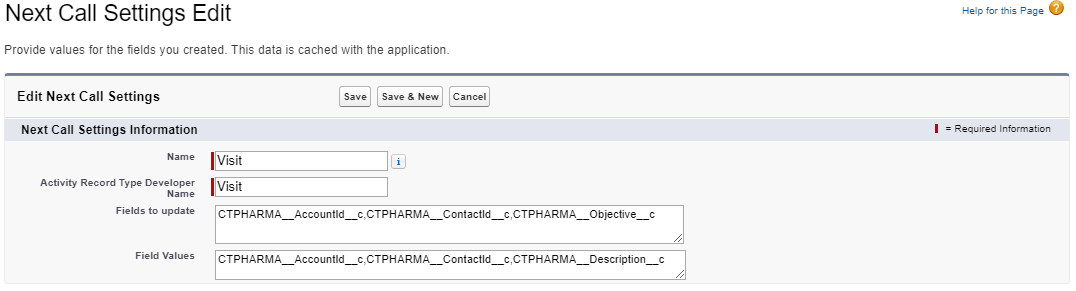 Next Call Settings Edit
Help for this Page ?
Provide values for the fields you created. This data is cached with the application.
Edit Next Call Settings
Save Save & New Cancel
Next Call Settings Information
= Required Information
Name
Visit
i
Activity Record Type Developer
Name
Visit
Fields to update
CTPHARMA__AccountId__c,CTPHARMA__ContactId__c,CTPHARMA__Objective__c
Field Values
CTPHARMA__AccountId__c,CTPHARMA__ContactId__c,CTPHARMA__Description__c